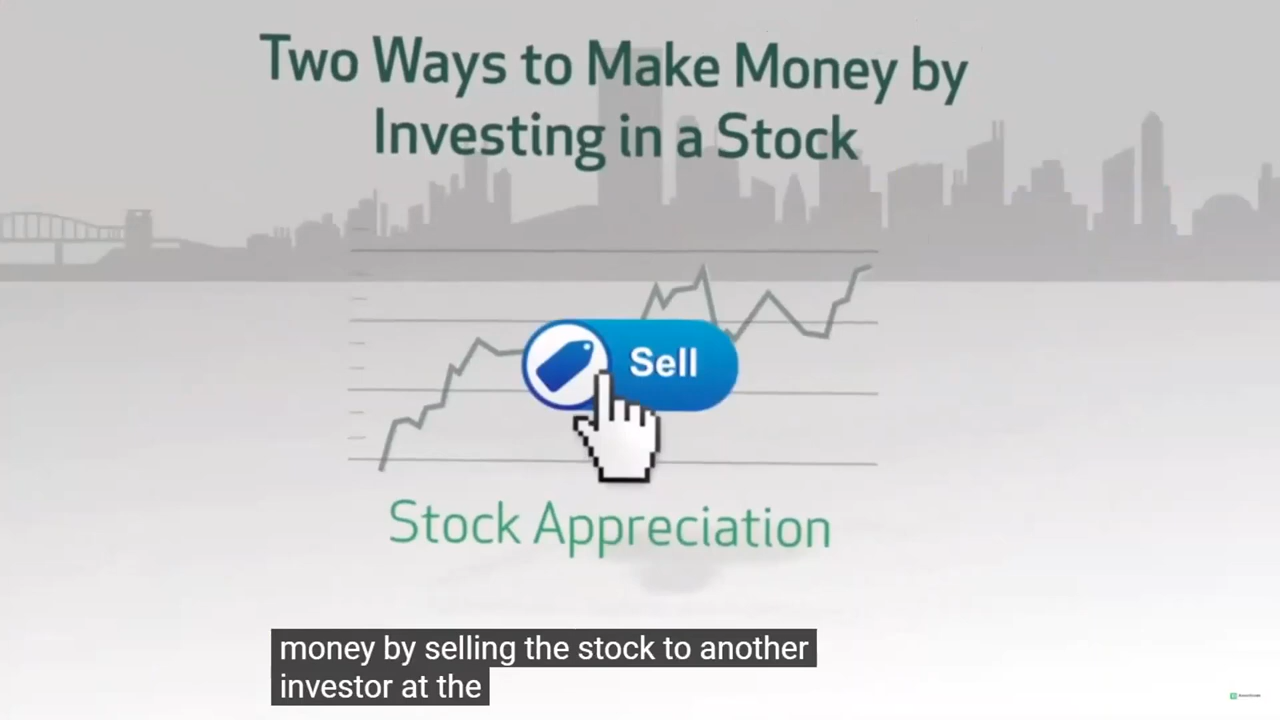 Two Ways to Make Money by
Investing in a Stock
Sell
Stock Appreciation
money by selling the stock to another
investor at the